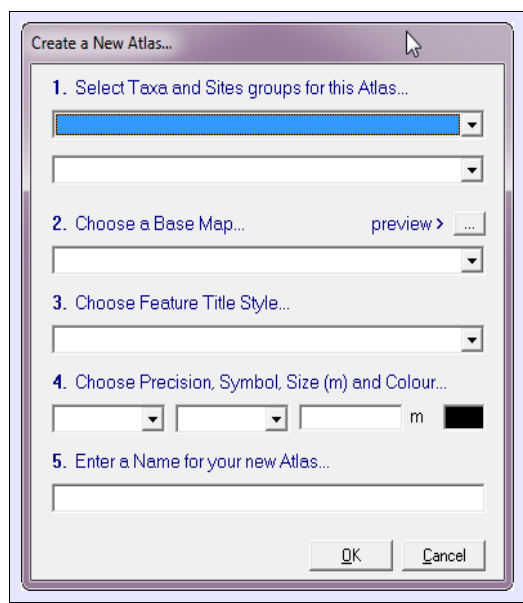 Create a New Atlas...
1. Select Taxa and Sites groups for this Atlas...
2. Choose a Base Map... preview > ...
3. Choose Feature Title Style...
4. Choose Precision, Symbol, Size (m) and Colour...
m
5. Enter a Name for your new Atlas...
OK Cancel